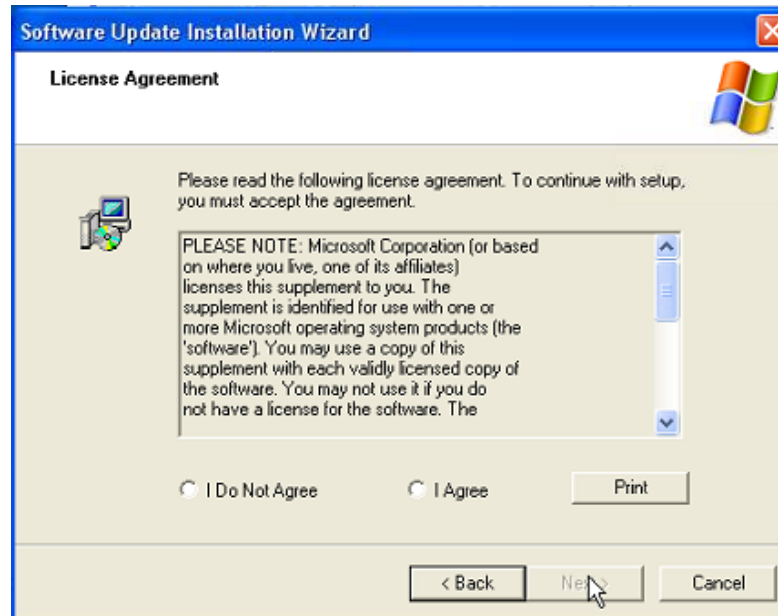 Software Update Installation Wizard
License Agreement
Please read the following license agreement. To continue with setup,
you must accept the agreement.
PLEASE NOTE: Microsoft Corporation (or based
on where you live, one of its affiliates)
licenses this supplement to you. The
supplement is identified for use with one or
more Microsoft operating system products (the
'software'). You may use a copy of this
supplement with each validly licensed copy of
the software. You may not use it if you do
not have a license for the software. The
I Do Not Agree
I Agree
Print
< Back
Next >
Cancel